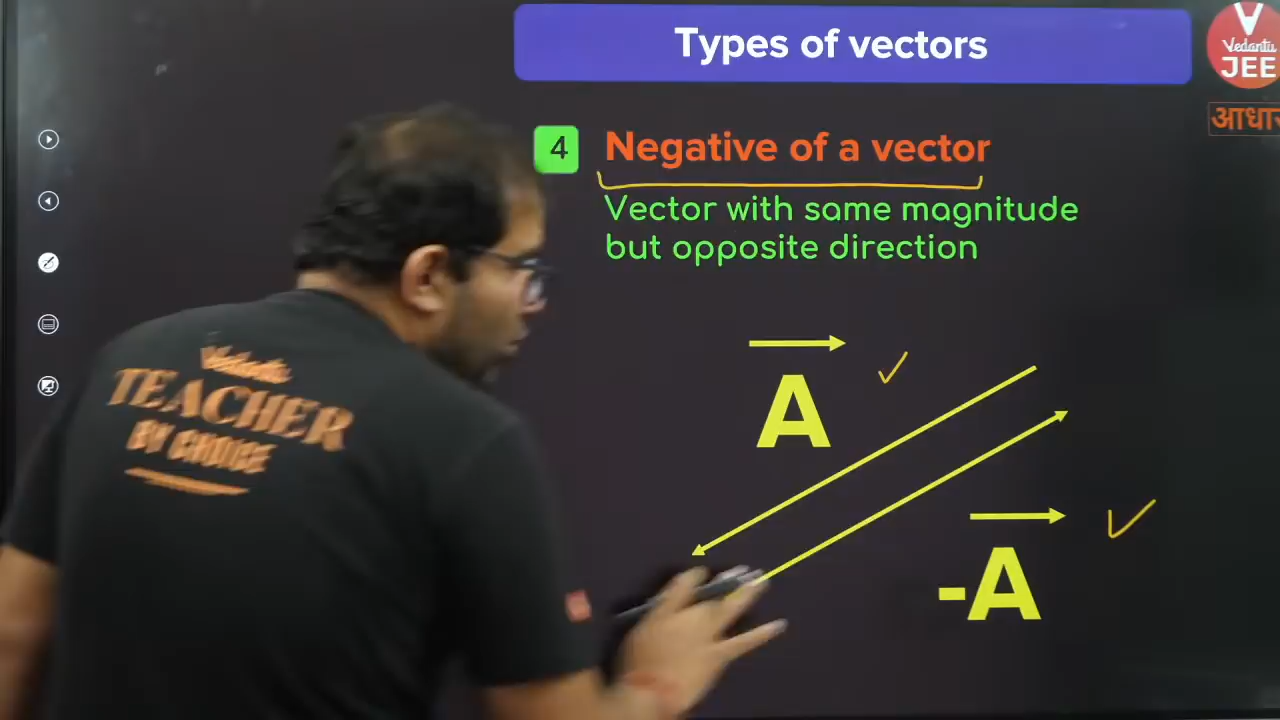 Types of vectors
Vedantu
JEE
4 Negative of a vector
Vector with same magnitude
but opposite direction
A
-A
Vedantu
TEACHER
BY CHOICE